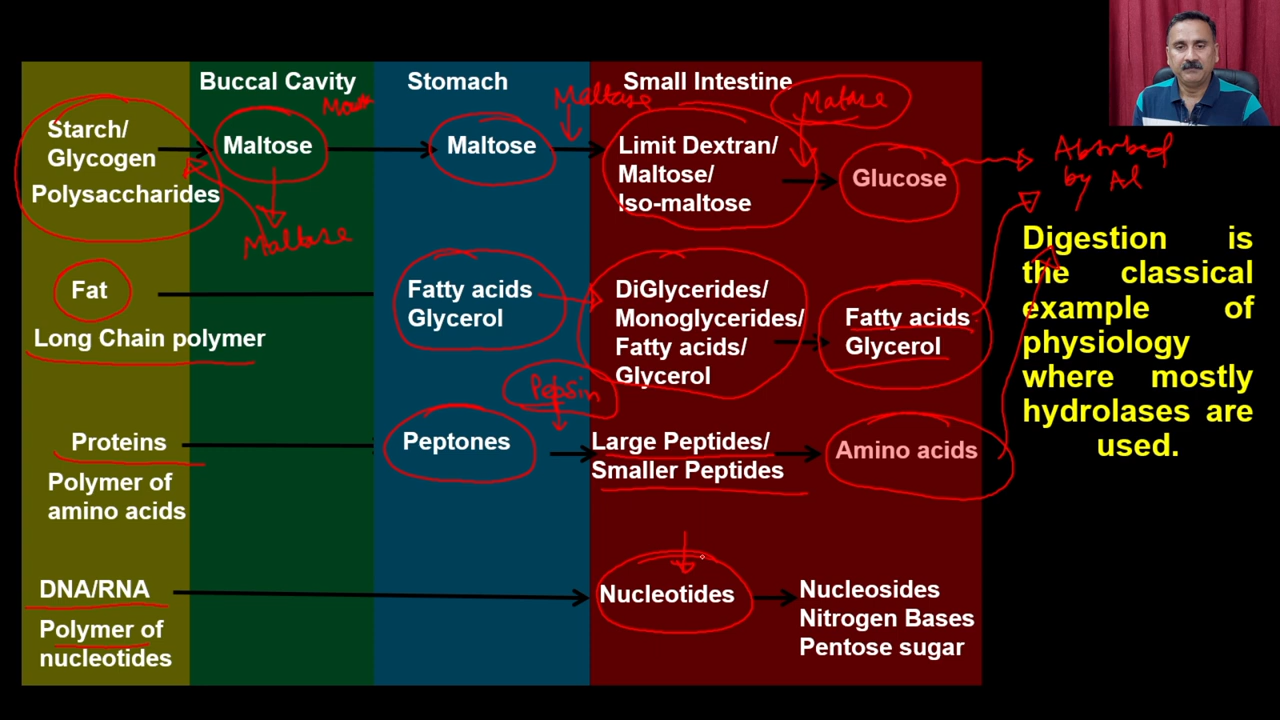 Buccal Cavity
Stomach
Small Intestine
Starch/
Glycogen
Polysaccharides
Maltose
Maltose
Maltose
Maltase
Limit Dextran/
Maltose/
Iso-maltose
Glucose
Absorbed
by Al
Fat
Long Chain polymer
Fatty acids
Glycerol
DiGlycerides/
Monoglycerides/
Fatty acids/
Glycerol
Fatty acids
Glycerol
Pepsin
Proteins
Polymer of
amino acids
Peptones
Large Peptides/
Smaller Peptides
Amino acids
DNA/RNA
Polymer of
nucleotides
Nucleotides
Nucleosides
Nitrogen Bases
Pentose sugar
Digestion is
the classical
example of
physiology
where mostly
hydrolases are
used.